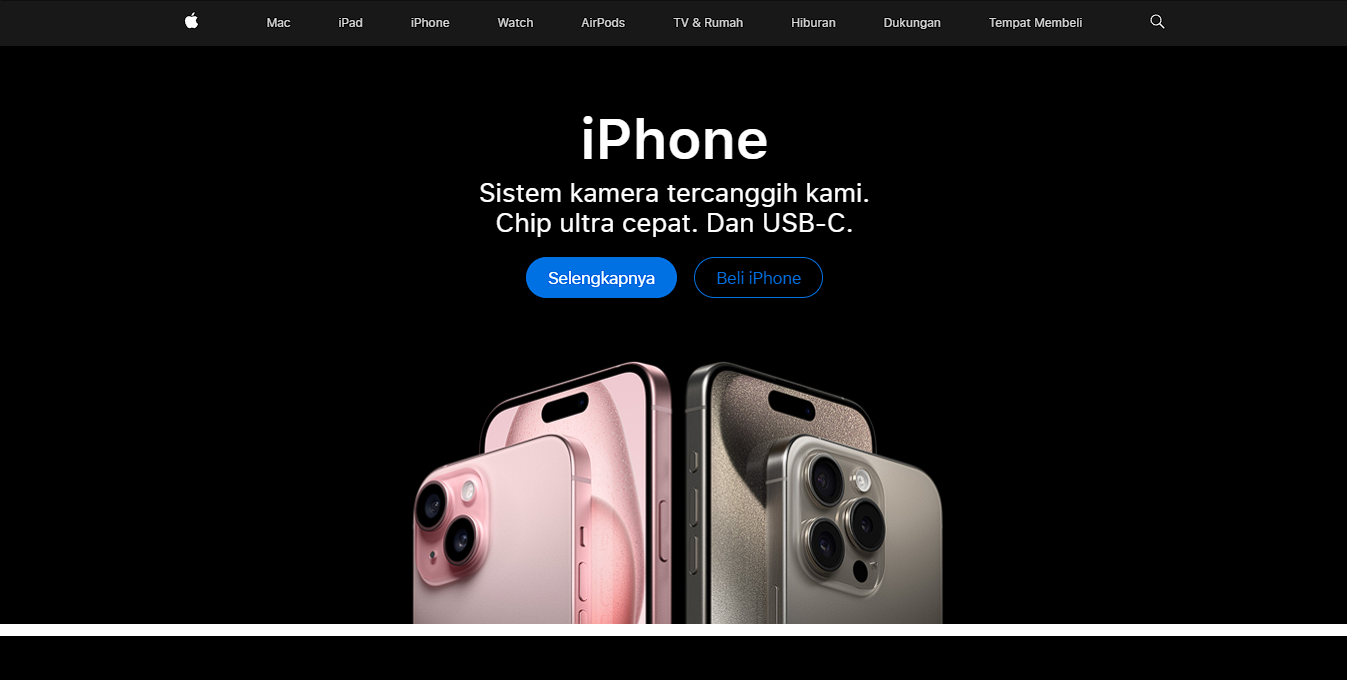 Mac
iPad
iPhone
Watch
AirPods
TV & Rumah
Hiburan
Dukungan
Tempat Membeli
iPhone
Sistem kamera tercanggih kami.
Chip ultra cepat. Dan USB-C.
Selengkapnya
Beli iPhone